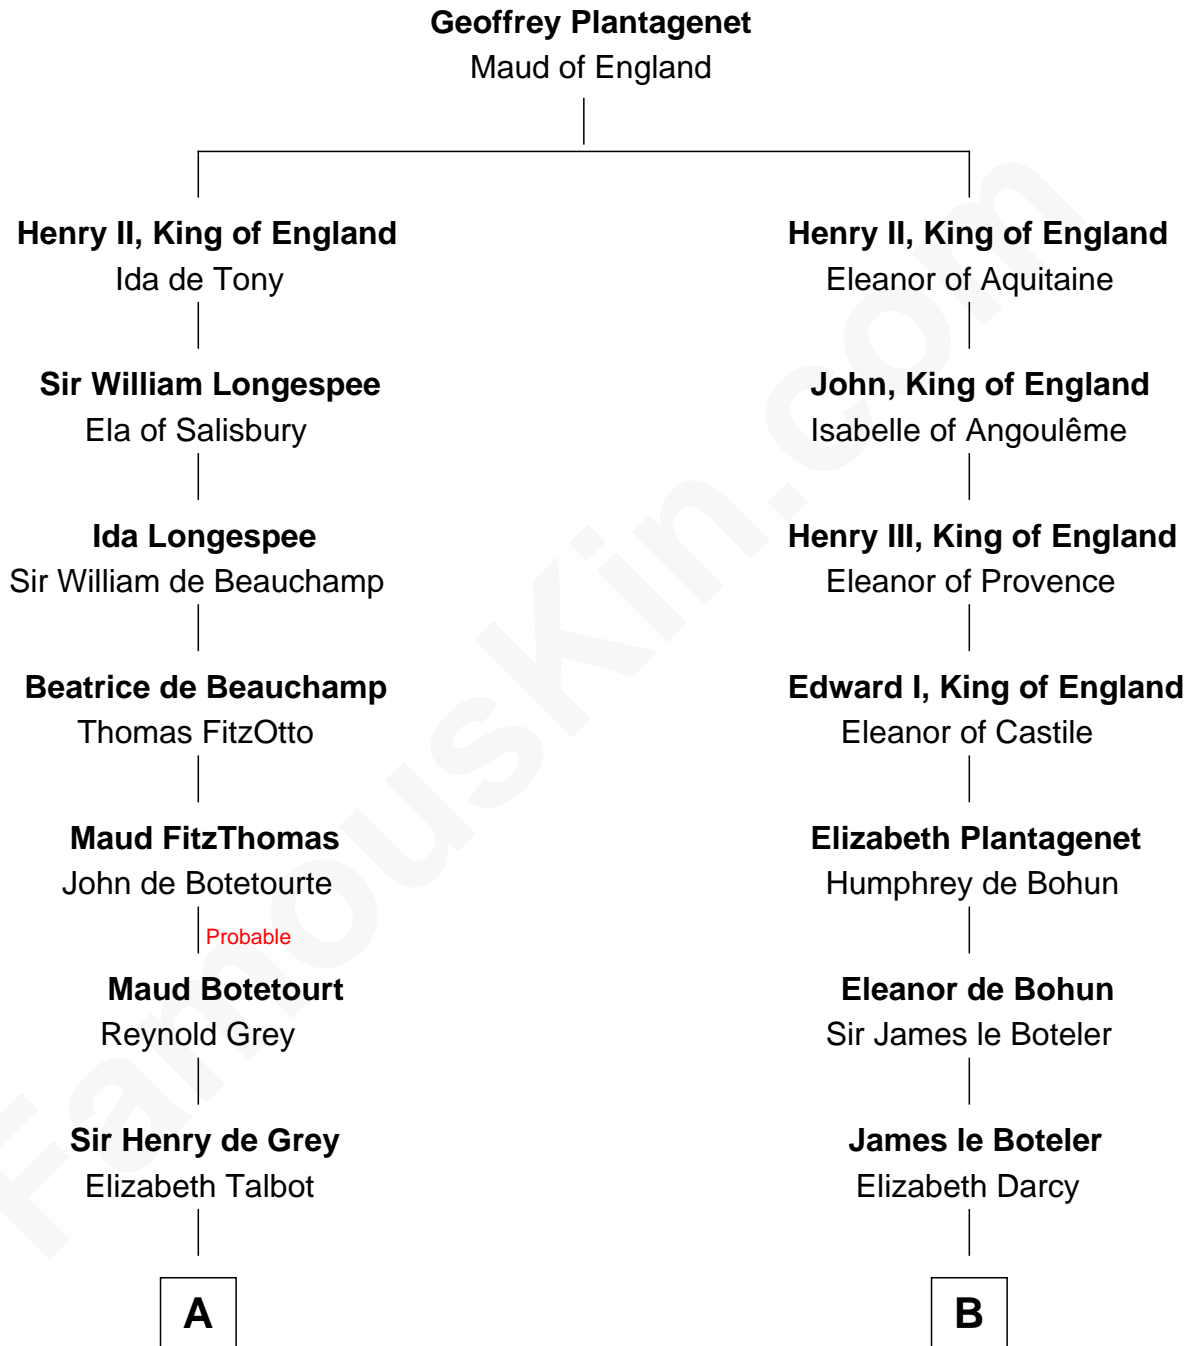 Geoffrey Plantagenet
Maud of England
Henry II, King of England
Ida de Tony
Sir William Longespee
Ela of Salisbury
Ida Longespee
Sir William de Beauchamp
Beatrice de Beauchamp
Thomas FitzOtto
Maud FitzThomas
John de Botetourte
Probable
Maud Botetourt
Reynold Grey
Sir Henry de Grey
Elizabeth Talbot
A
Henry II, King of England
Eleanor of Aquitaine
John, King of England
Isabelle of Angoulême
Henry III, King of England
Eleanor of Provence
Edward I, King of England
Eleanor of Castile
Elizabeth Plantagenet
Humphrey de Bohun
Eleanor de Bohun
Sir James le Boteler
James le Boteler
Elizabeth Darcy
B
FamousKin.com